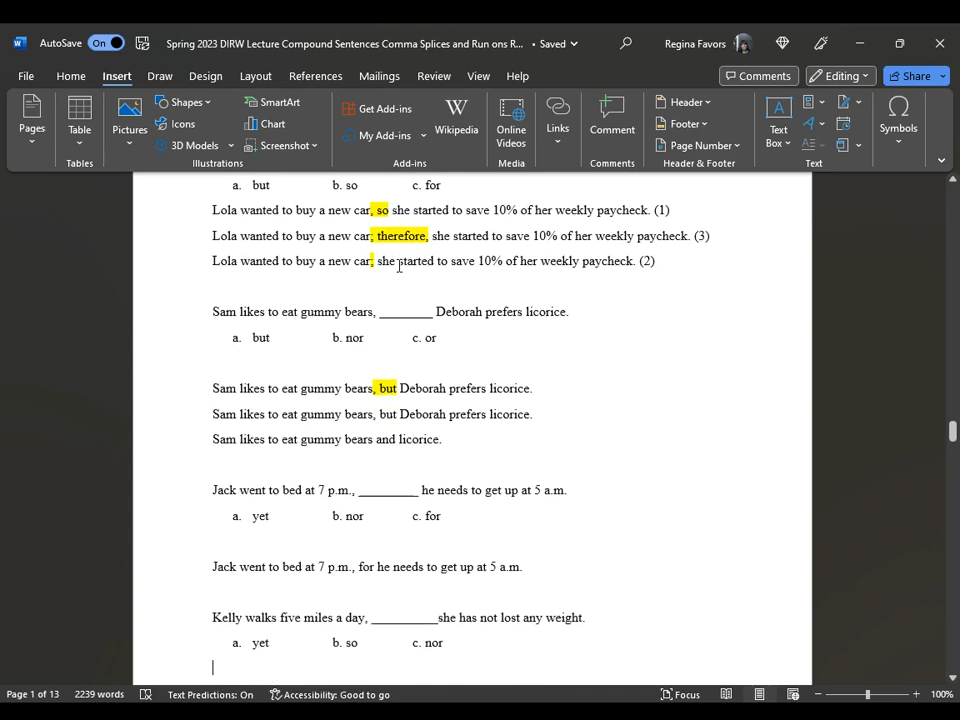 AutoSave On Spring 2023 DIRW Lecture Compound Sentences Comma Splices and Run ons R... • Saved Regina Favors
File Home Insert Draw Design Layout References Mailings Review View Help Comments Editing Share
Pages Table Pictures Shapes Icons 3D Models SmartArt Chart Screenshot Get Add-ins My Add-ins Wikipedia Online Videos Links Comment Header Footer Page Number Text Box Symbols
Tables Illustrations Add-ins Media Comments Header & Footer Text
a. but b. so c. for
Lola wanted to buy a new car, so she started to save 10% of her weekly paycheck. (1)
Lola wanted to buy a new car; therefore, she started to save 10% of her weekly paycheck. (3)
Lola wanted to buy a new car; she started to save 10% of her weekly paycheck. (2)
Sam likes to eat gummy bears, ________ Deborah prefers licorice.
a. but b. nor c. or
Sam likes to eat gummy bears, but Deborah prefers licorice.
Sam likes to eat gummy bears, but Deborah prefers licorice.
Sam likes to eat gummy bears and licorice.
Jack went to bed at 7 p.m., _________ he needs to get up at 5 a.m.
a. yet b. nor c. for
Jack went to bed at 7 p.m., for he needs to get up at 5 a.m.
Kelly walks five miles a day, __________she has not lost any weight.
a. yet b. so c. nor
Page 1 of 13 2239 words Text Predictions: On Accessibility: Good to go Focus 100%